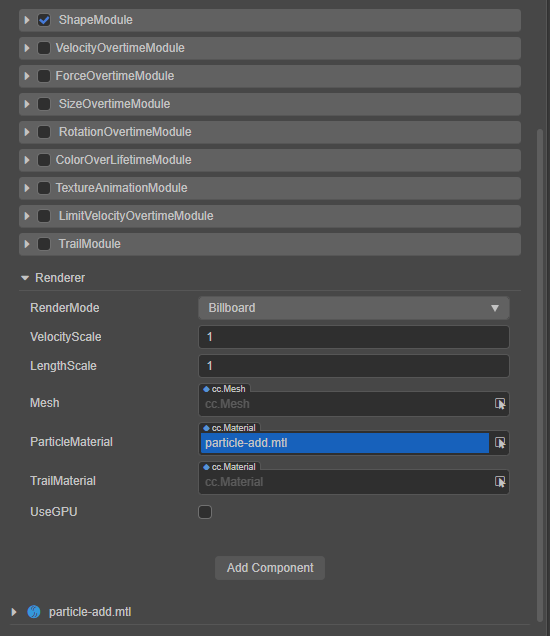 ShapeModule
VelocityOvertimeModule
ForceOvertimeModule
SizeOvertimeModule
RotationOvertimeModule
ColorOverLifetimeModule
TextureAnimationModule
LimitVelocityOvertimeModule
TrailModule
Renderer
RenderMode Billboard
VelocityScale 1
LengthScale 1
cc.Mesh
Mesh cc.Mesh
cc.Material
ParticleMaterial particle-add.mtl
cc.Material
TrailMaterial cc.Material
UseGPU
Add Component
particle-add.mtl